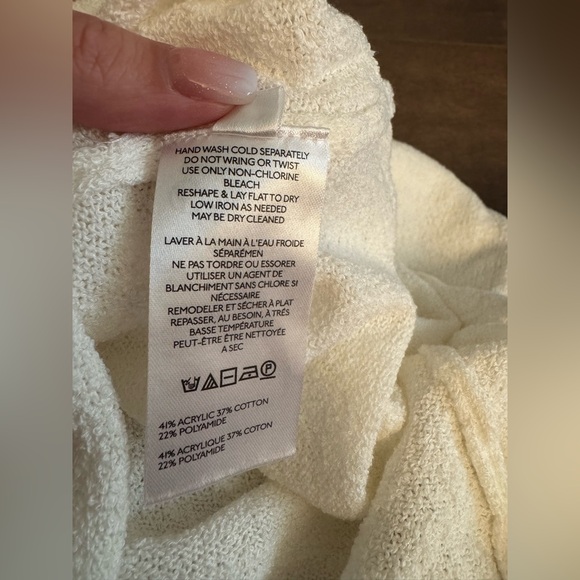 HAND WASH COLD SEPARATELY
DO NOT WRING OR TWIST
USE ONLY NON-CHLORINE
BLEACH
RESHAPE & LAY FLAT TO DRY
LOW IRON AS NEEDED
MAY BE DRY CLEANED
LAVER À LA MAIN À L'EAU FROIDE
SÉPARÉMEN
NE PAS TORDRE OU ESSORER
UTILISER UN AGENT DE
BLANCHIMENT SANS CHLORE SI
NÉCESSAIRE
REMODELER ET SÉCHER À PLAT
REPASSER, AU BESOIN, À TRÉS
BASSE TEMPÉRATURE
PEUT-ÊTRE ÊTRE NETTOYÉE
A SEC
41% ACRYLIC 37% COTTON
22% POLYAMIDE
41% ACRYLIQUE 37% COTON
22% POLYAMIDE